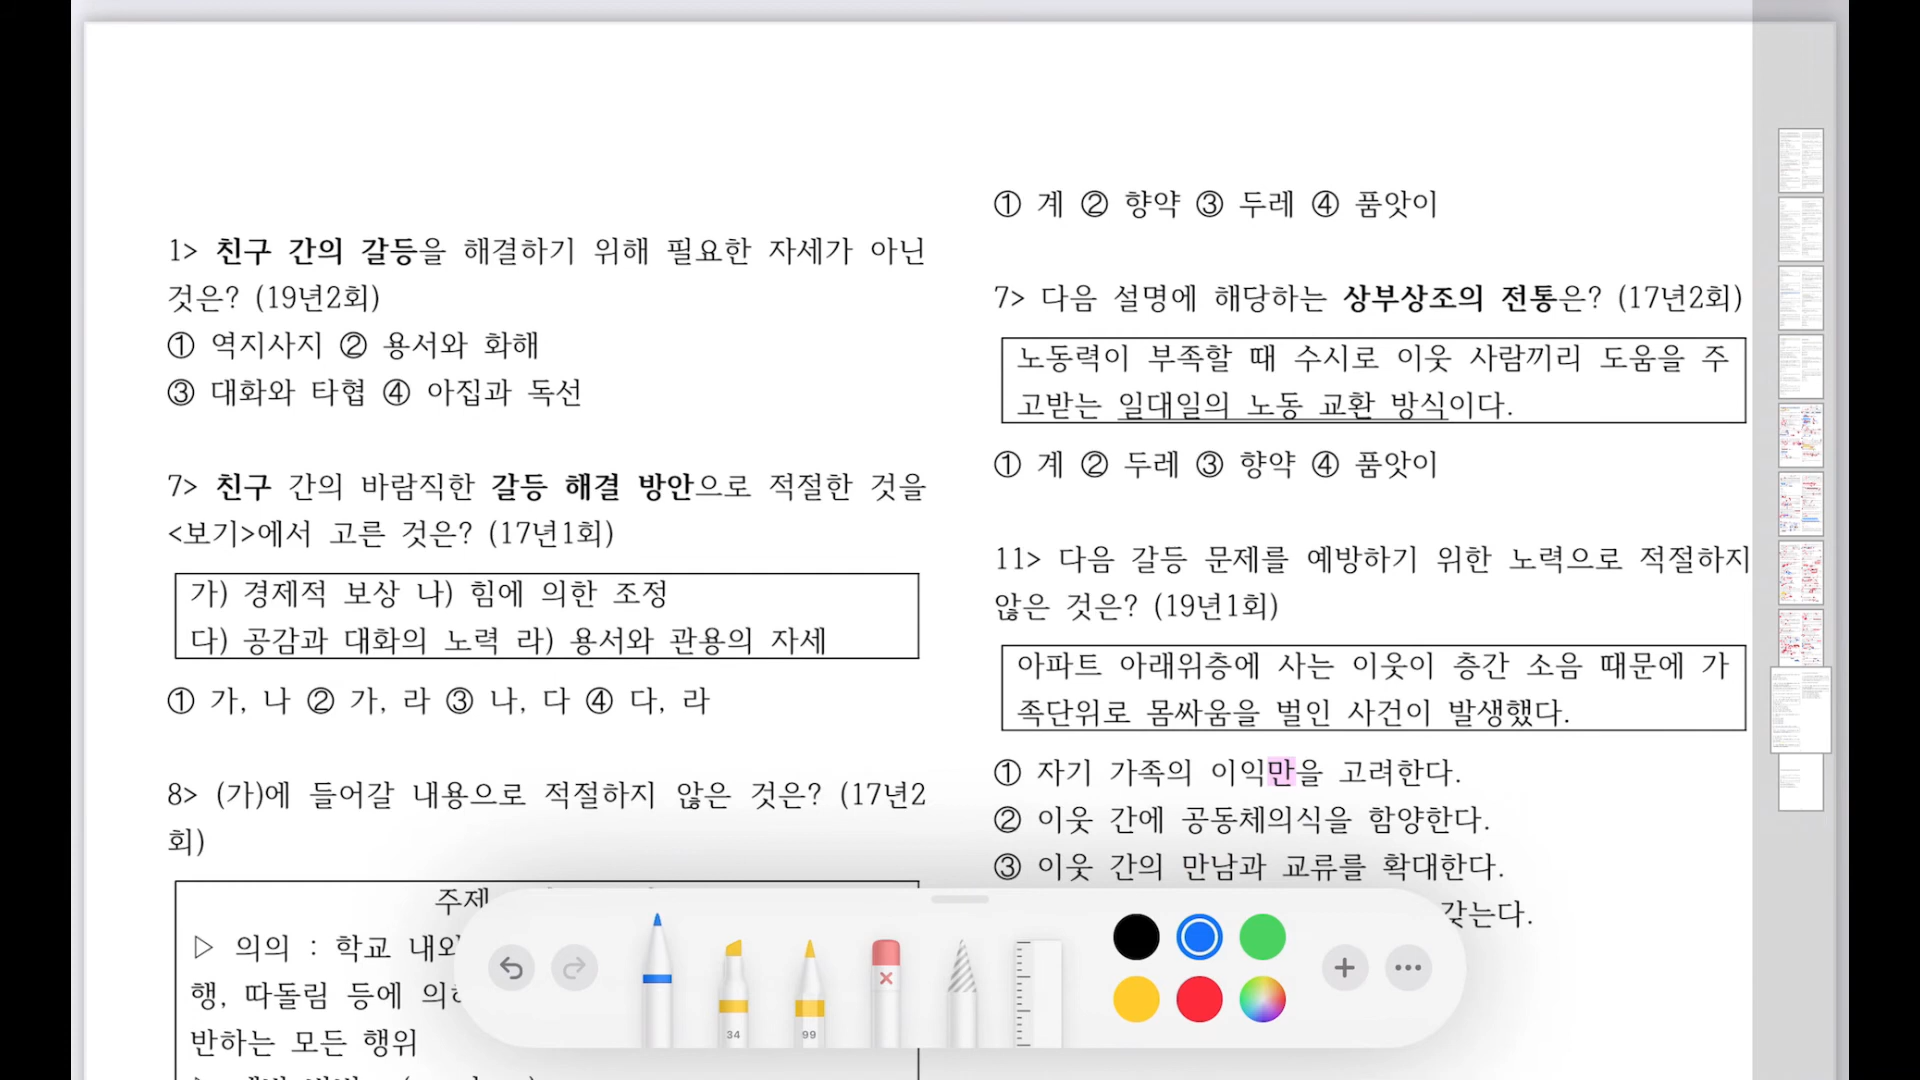 1> 친구 간의 갈등을 해결하기 위해 필요한 자세가 아닌
것은? (19년2회)
① 역지사지 ② 용서와 화해
③ 대화와 타협 ④ 아집과 독선
7> 친구 간의 바람직한 갈등 해결 방안으로 적절한 것을
<보기>에서 고른 것은? (17년1회)
가) 경제적 보상 나) 힘에 의한 조정
다) 공감과 대화의 노력 라) 용서와 관용의 자세
① 가, 나 ② 가, 라 ③ 나, 다 ④ 다, 라
8> (가)에 들어갈 내용으로 적절하지 않은 것은? (17년2
회)
주제
▷ 의의 : 학교 내
행, 따돌림 등에
반하는 모든 행위
① 계 ② 향약 ③ 두레 ④ 품앗이
7> 다음 설명에 해당하는 상부상조의 전통은? (17년2회)
노동력이 부족할 때 수시로 이웃 사람끼리 도움을 주
고받는 일대일의 노동 교환 방식이다.
① 계 ② 두레 ③ 향약 ④ 품앗이
11> 다음 갈등 문제를 예방하기 위한 노력으로 적절하지
않은 것은? (19년1회)
아파트 아래위층에 사는 이웃이 층간 소음 때문에 가
족단위로 몸싸움을 벌인 사건이 발생했다.
① 자기 가족의 이익만을 고려한다.
② 이웃 간에 공동체의식을 함양한다.
③ 이웃 간의 만남과 교류를 확대한다.
갖는다.
34
99